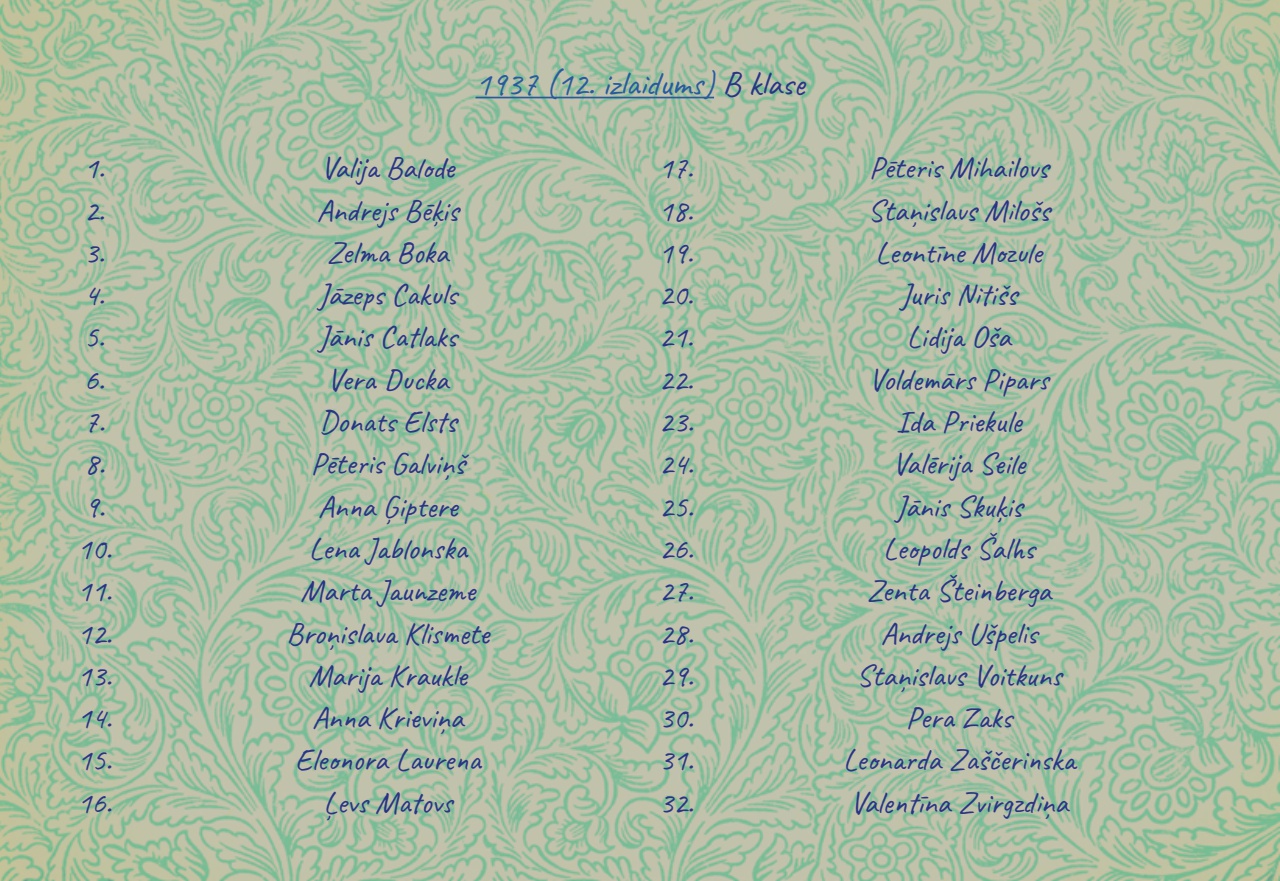 1937 (12. izlaidums) B klase
1. Valija Balode
2. Andrejs Bēķis
3. Zelma Boka
4. Jāzeps Cakuls
5. Jānis Catlaks
6. Vera Ducka
7. Donats Elsts
8. Pēteris Galviņš
9. Anna Ģiptere
10. Lena Jablonska
11. Marta Jaunzeme
12. Broņislava Klismete
13. Marija Kraukle
14. Anna Krieviņa
15. Eleonora Laurena
16. Ļevs Matovs
17. Pēteris Mihailovs
18. Staņislavs Milošs
19. Leontīne Mozule
20. Juris Nitišs
21. Lidija Oša
22. Voldemārs Pipars
23. Ida Priekule
24. Valērija Seile
25. Jānis Skuķis
26. Leopolds Šalhs
27. Zenta Šteinberga
28. Andrejs Ušpelis
29. Staņislavs Voitkuns
30. Pera Zaks
31. Leonarda Zaščerinska
32. Valentīna Zvirgzdiņa